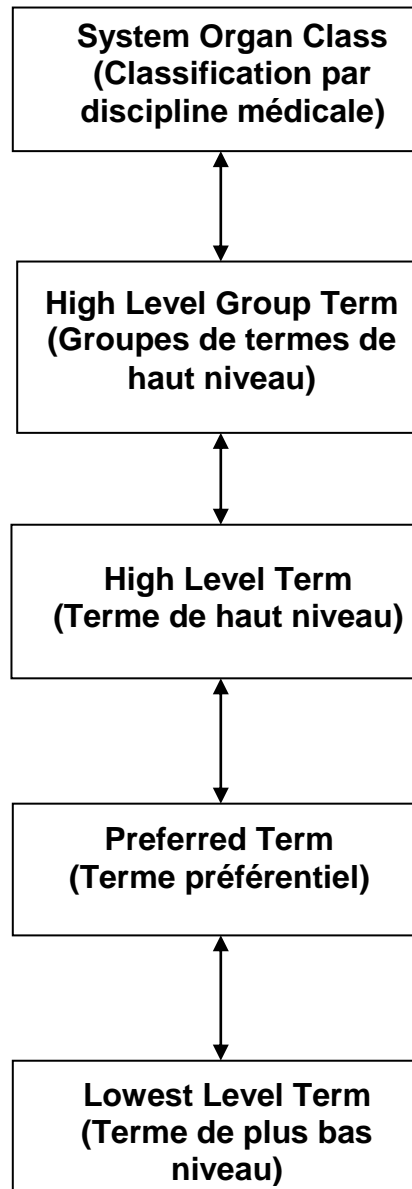 System Organ Class
(Classification par
discipline médicale)
High Level Group Term
(Groupes de termes de
haut niveau)
High Level Term
(Terme de haut niveau)
Preferred Term
(Terme préférentiel)
Lowest Level Term
(Terme de plus bas
niveau)